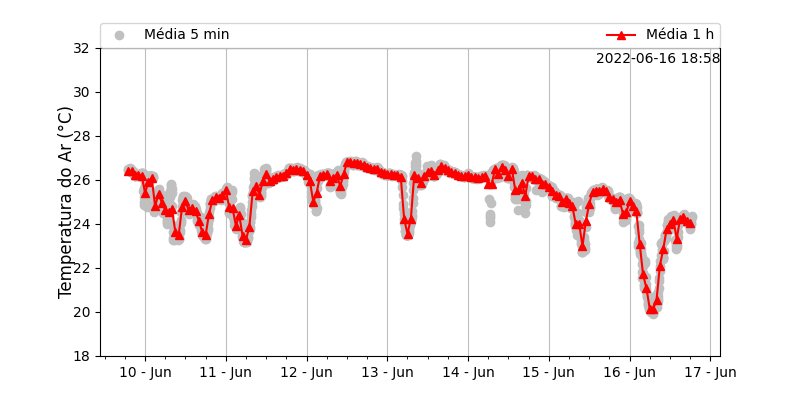 Média 5 min
Média 1 h
2022-06-16 18:58
Temperatura do Ar (°C)
32
30
28
26
24
22
20
18
10 - Jun
11 - Jun
12 - Jun
13 - Jun
14 - Jun
15 - Jun
16 - Jun
17 - Jun